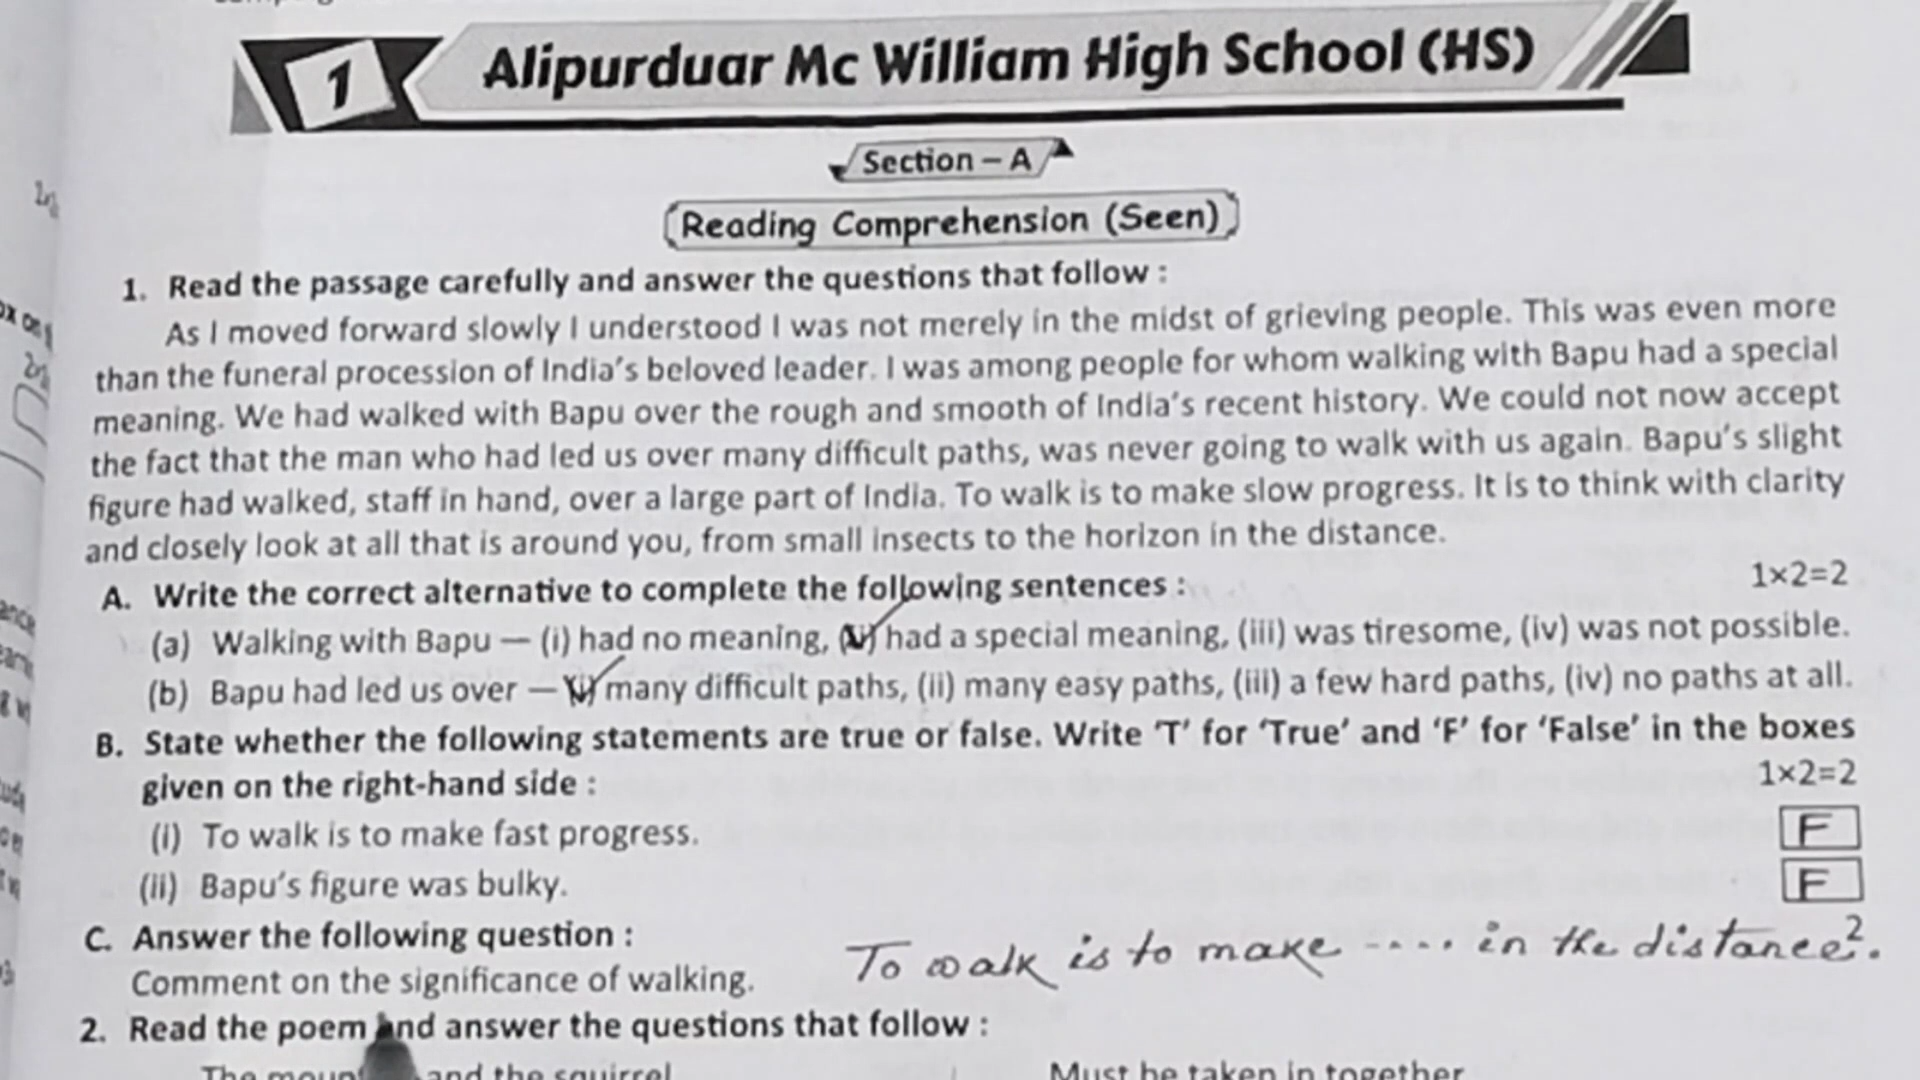 1 Alipurduar Mc William High School (HS)
Section – A
Reading Comprehension (Seen)
1. Read the passage carefully and answer the questions that follow :
As I moved forward slowly I understood I was not merely in the midst of grieving people. This was even more
than the funeral procession of India's beloved leader. I was among people for whom walking with Bapu had a special
meaning. We had walked with Bapu over the rough and smooth of India's recent history. We could not now accept
the fact that the man who had led us over many difficult paths, was never going to walk with us again. Bapu's slight
figure had walked, staff in hand, over a large part of India. To walk is to make slow progress. It is to think with clarity
and closely look at all that is around you, from small insects to the horizon in the distance.
A. Write the correct alternative to complete the following sentences : 1×2=2
(a) Walking with Bapu — (i) had no meaning, (ii) had a special meaning, (iii) was tiresome, (iv) was not possible.
(b) Bapu had led us over — (i) many difficult paths, (ii) many easy paths, (iii) a few hard paths, (iv) no paths at all.
B. State whether the following statements are true or false. Write 'T' for 'True' and 'F' for 'False' in the boxes
given on the right-hand side : 1×2=2
(i) To walk is to make fast progress. F
(ii) Bapu's figure was bulky. F
C. Answer the following question : 2
Comment on the significance of walking. To walk is to make ---- in the distance.
2. Read the poem and answer the questions that follow :
and the squirrel Must be taken in together